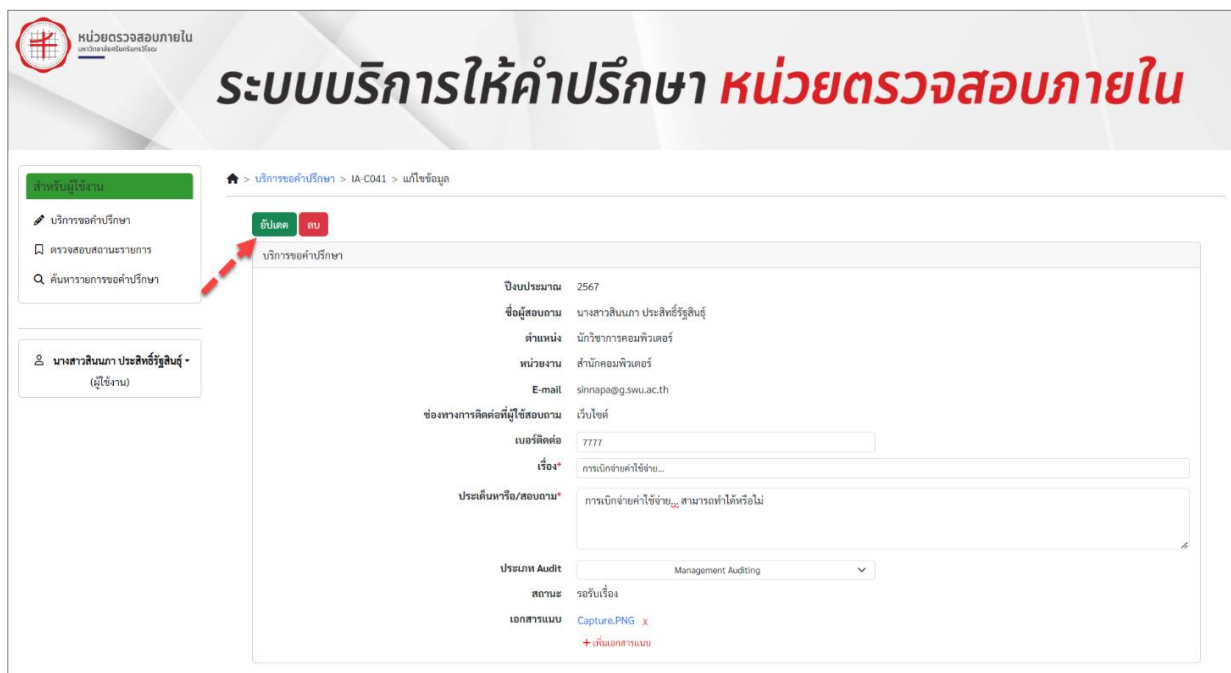 หน่วยตรวจสอบภายใน
มหาวิทยาลัยศรีนครินทรวิโรฒ
ระบบบริการให้คำปรึกษา หน่วยตรวจสอบภายใน
สำหรับผู้ใช้งาน
บริการขอคำปรึกษา
ตรวจสอบสถานะรายการ
ค้นหารายการขอคำปรึกษา
นางสาวสินนภา ประสิทธิ์รัฐสินธุ์
(ผู้ใช้งาน)
> บริการขอคำปรึกษา > IA-C041 > แก้ไขข้อมูล
อัปเดต ลบ
บริการขอคำปรึกษา
ปีงบประมาณ 2567
ชื่อผู้สอบถาม นางสาวสินนภา ประสิทธิ์รัฐสินธุ์
ตำแหน่ง นักวิชาการคอมพิวเตอร์
หน่วยงาน สำนักคอมพิวเตอร์
E-mail sinnapa@g.swu.ac.th
ช่องทางการติดต่อที่ผู้ใช้สอบถาม เว็บไซต์
เบอร์ติดต่อ 7777
เรื่อง* การเบิกจ่ายค่าใช้จ่าย...
ประเด็นหารือ/สอบถาม* การเบิกจ่ายค่าใช้จ่าย... สามารถทำได้หรือไม่
ประเภท Audit Management Auditing
สถานะ รอรับเรื่อง
เอกสารแนบ Capture.PNG x
+ เพิ่มเอกสารแนบ